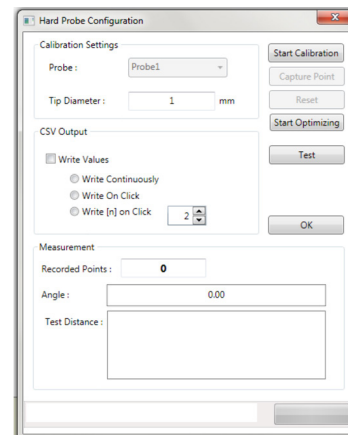 Hard Probe Configuration
Calibration Settings
Probe :
Probe1
Tip Diameter :
1
mm
Start Calibration
Capture Point
Reset
Start Optimizing
Test
OK
CSV Output
Write Values
Write Continuously
Write On Click
Write [n] on Click
2
Measurement
Recorded Points :
0
Angle :
0.00
Test Distance :